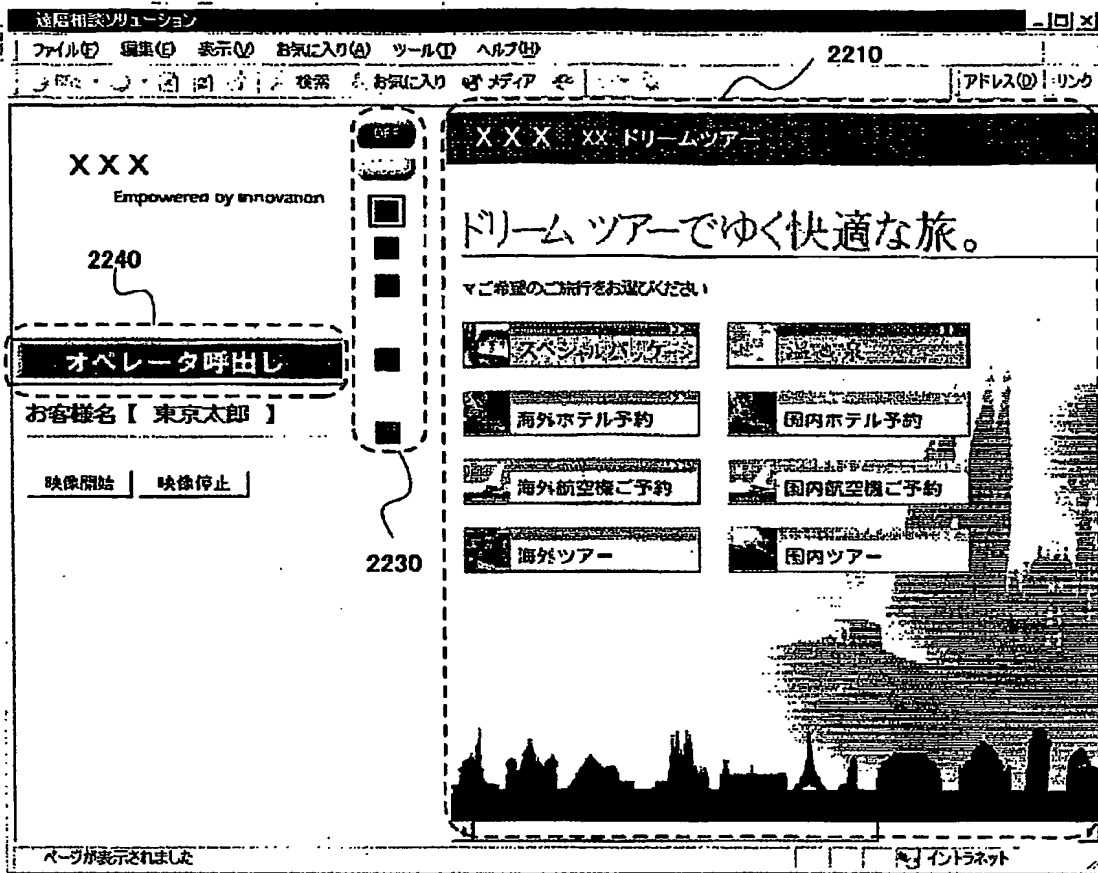 遠隔相談ソリューション
ファイル(F) 編集(E) 表示(V) お気に入り(A) ツール(T) ヘルプ(H)
2210
検索 お気に入り メディア アドレス(D) リンク
OFF
X X X XX ドリームツアー
X X X
Empowered by Innovation
ドリームツアーでゆく快適な旅。
2240
▼ご希望のご旅行をお選びください
スペシャルパッケージ
オペレータ呼出し
お客様名【 東京太郎 】
海外ホテル予約 国内ホテル予約
映像開始 映像停止
海外航空機ご予約 国内航空機ご予約
2230
海外ツアー 国内ツアー
ページが表示されました イントラネット